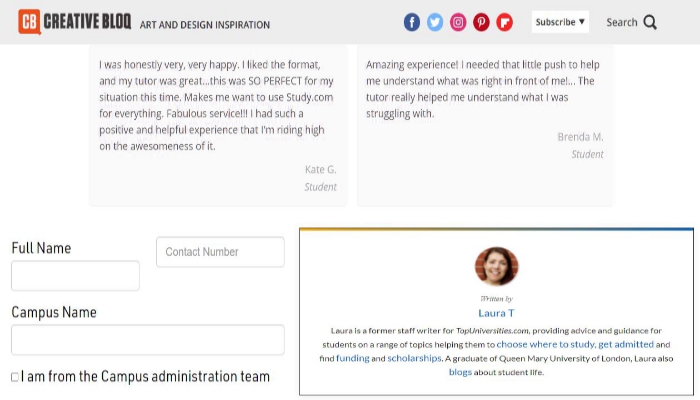 CB CREATIVE BLOQ ART AND DESIGN INSPIRATION Subscribe ▼ Search
I was honestly very, very happy. I liked the format,
and my tutor was great...this was SO PERFECT for my
situation this time. Makes me want to use Study.com
for everything. Fabulous service!!! I had such a
positive and helpful experience that I'm riding high
on the awesomeness of it.
Kate G.
Student
Amazing experience! I needed that little push to help
me understand what was right in front of me!... The
tutor really helped me understand what I was
struggling with.
Brenda M.
Student
Full Name
Contact Number
Campus Name
I am from the Campus administration team
Written by
Laura T
Laura is a former staff writer for TopUniversities.com, providing advice and guidance for
students on a range of topics helping them to choose where to study, get admitted and
find funding and scholarships. A graduate of Queen Mary University of London, Laura also
blogs about student life.